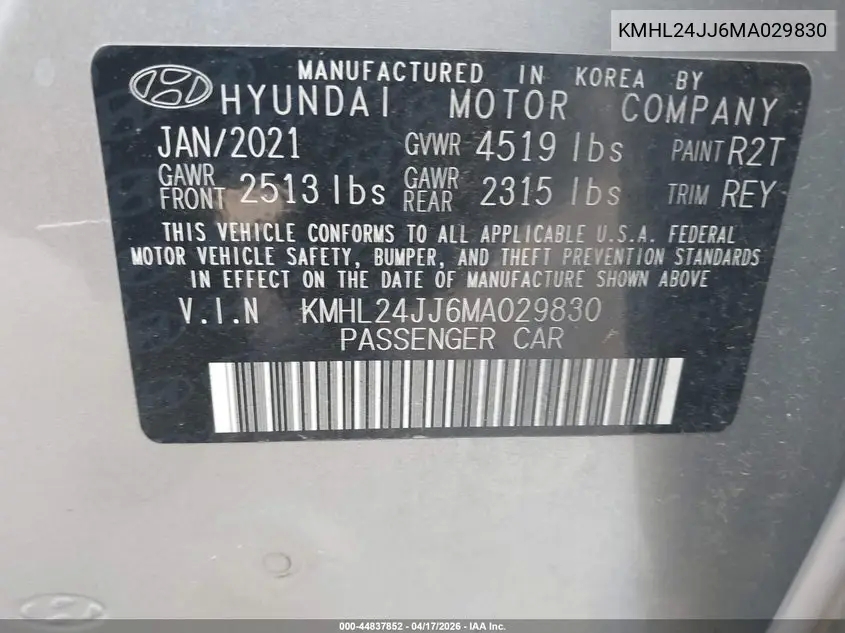 KMHL24JJ6MA029830
MANUFACTURED IN KOREA BY
HYUNDAI MOTOR COMPANY
JAN/2021 GVWR 4519 lbs PAINT R2T
GAWR FRONT 2513 lbs GAWR REAR 2315 lbs TRIM REY
THIS VEHICLE CONFORMS TO ALL APPLICABLE U.S.A. FEDERAL
MOTOR VEHICLE SAFETY, BUMPER, AND THEFT PREVENTION STANDARDS
IN EFFECT ON THE DATE OF MANUFACTURE SHOWN ABOVE
V.I.N KMHL24JJ6MA029830
PASSENGER CAR
000-44837852 - 04/17/2026 - IAA Inc.